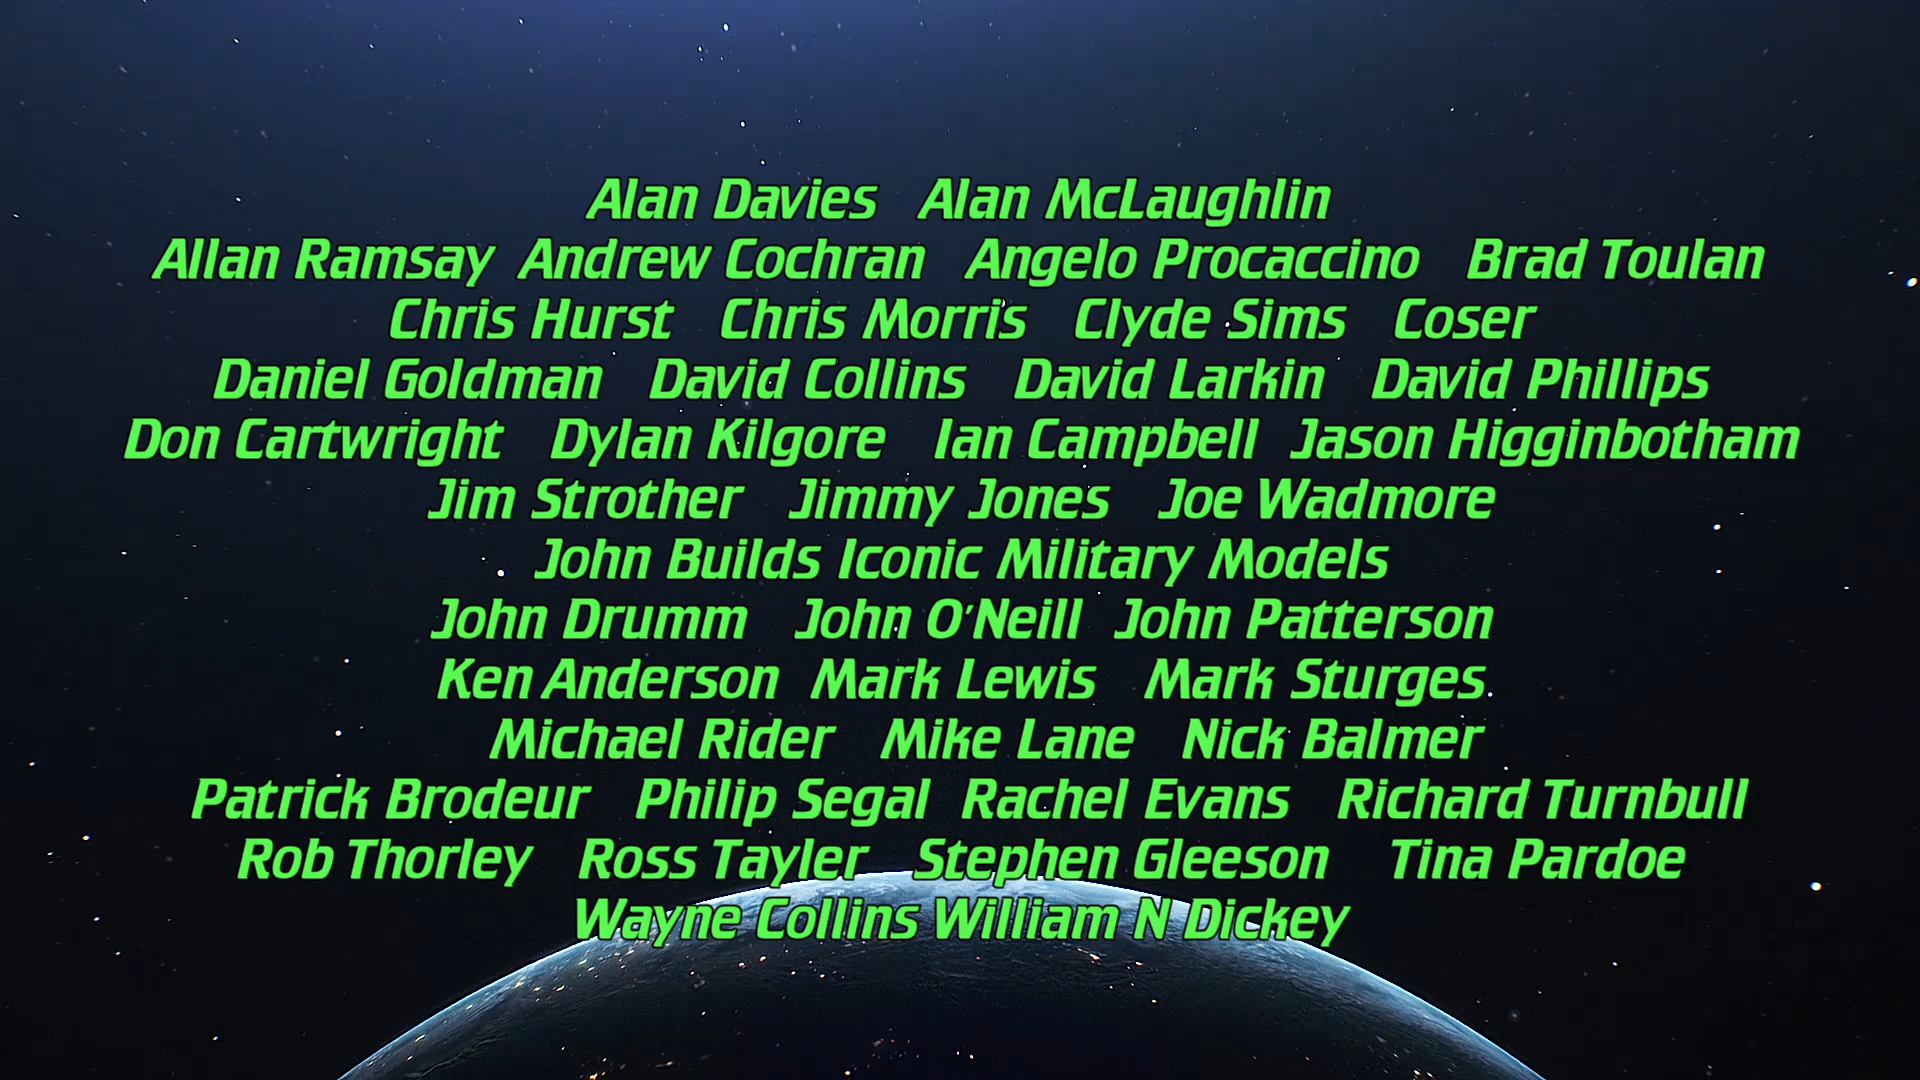 Alan Davies Alan McLaughlin
Allan Ramsay Andrew Cochran Angelo Procaccino Brad Toulan
Chris Hurst Chris Morris Clyde Sims Coser
Daniel Goldman David Collins David Larkin David Phillips
Don Cartwright Dylan Kilgore Ian Campbell Jason Higginbotham
Jim Strother Jimmy Jones Joe Wadmore
John Builds Iconic Military Models
John Drumm John O'Neill John Patterson
Ken Anderson Mark Lewis Mark Sturges
Michael Rider Mike Lane Nick Balmer
Patrick Brodeur Philip Segal Rachel Evans Richard Turnbull
Rob Thorley Ross Tayler Stephen Gleeson Tina Pardoe
Wayne Collins William N Dickey